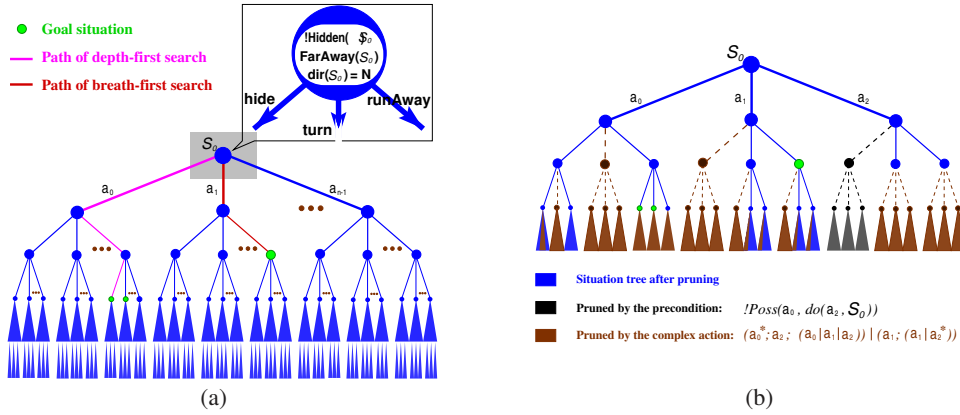 Goal situation
Path of depth-first search
Path of breath-first search
!Hidden( S₀
FarAway(S₀)
dir(S₀) = N
hide
turn
runAway
S₀
a₀
a₁
aₙ₋₁
(a)
S₀
a₀
a₁
a₂
Situation tree after pruning
Pruned by the precondition: !Poss(a₀, do(a₂, S₀))
Pruned by the complex action: (a₀*; a₂; (a₀|a₁|a₂)) | (a₁; (a₁|a₂*))
(b)